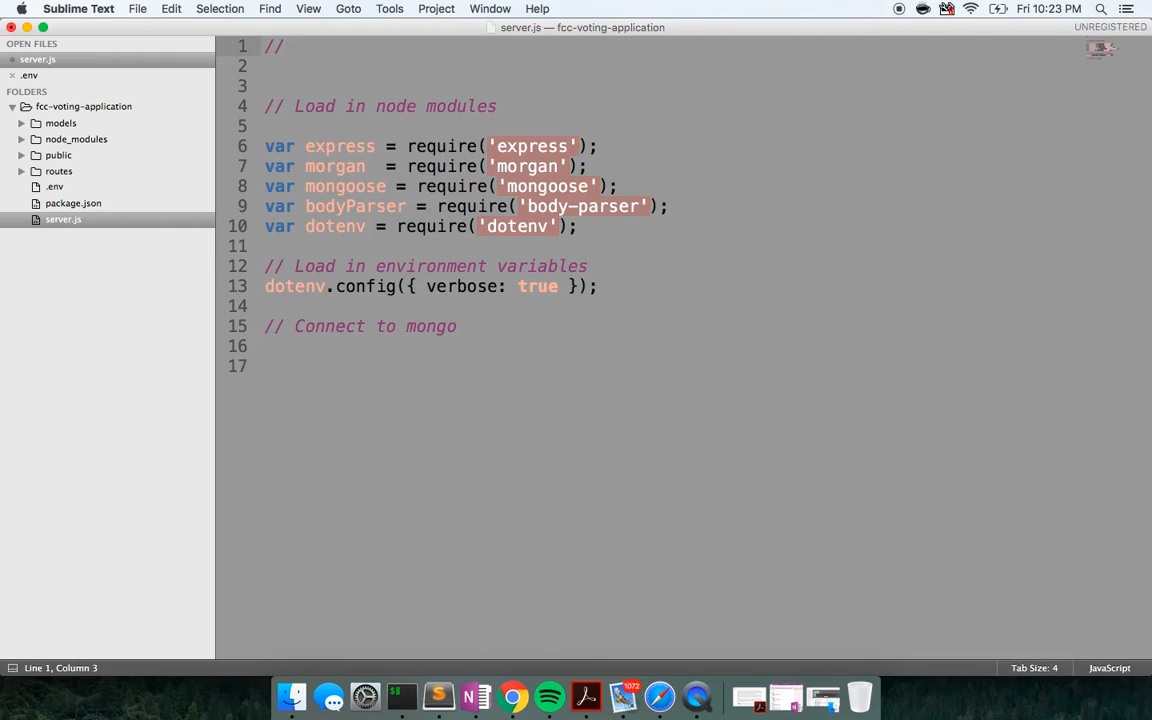 Sublime Text File Edit Selection Find View Goto Tools Project Window Help Fri 10:23 PM
server.js — fcc-voting-application UNREGISTERED
OPEN FILES
server.js
.env
FOLDERS
fcc-voting-application
models
node_modules
public
routes
.env
package.json
server.js
1 //
2
3
4 // Load in node modules
5
6 var express = require('express');
7 var morgan = require('morgan');
8 var mongoose = require('mongoose');
9 var bodyParser = require('body-parser');
10 var dotenv = require('dotenv');
11
12 // Load in environment variables
13 dotenv.config({ verbose: true });
14
15 // Connect to mongo
16
17
Line 1, Column 3 Tab Size: 4 JavaScript
1072